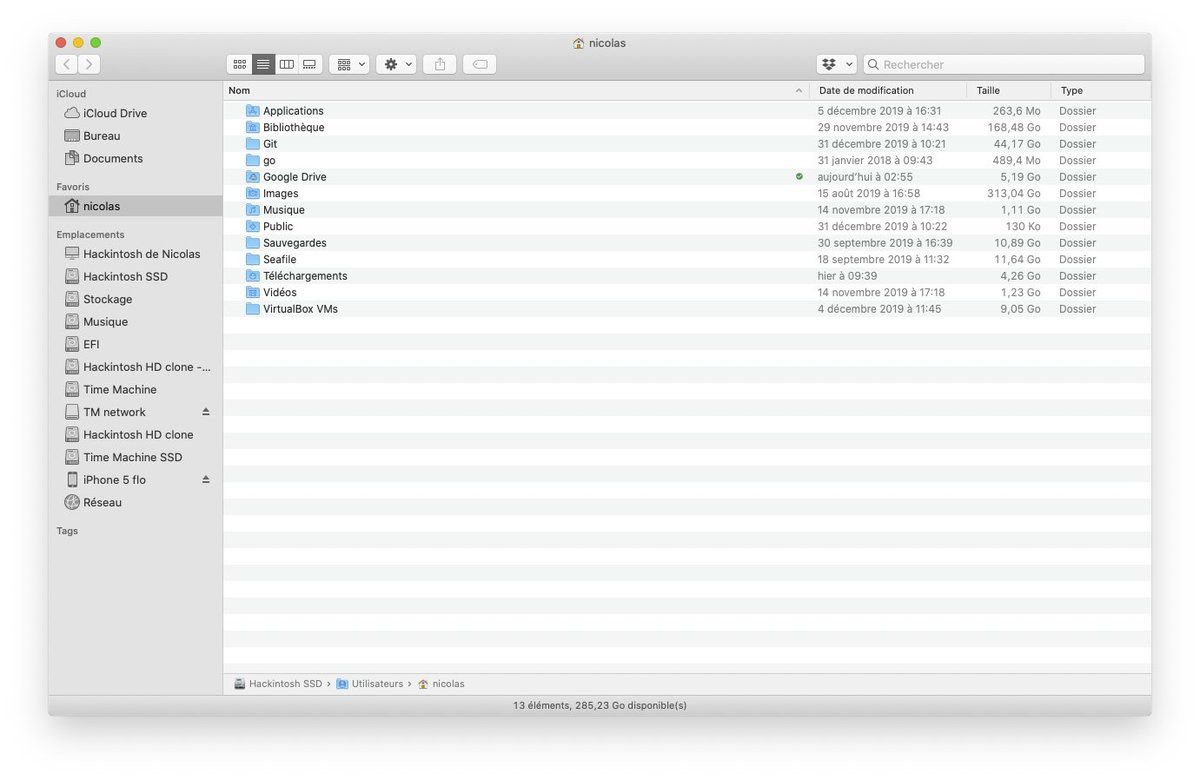 nicolas
Rechercher
iCloud
iCloud Drive
Bureau
Documents
Favoris
nicolas
Emplacements
Hackintosh de Nicolas
Hackintosh SSD
Stockage
Musique
EFI
Hackintosh HD clone -...
Time Machine
TM network
Hackintosh HD clone
Time Machine SSD
iPhone 5 flo
Réseau
Tags
Nom Date de modification Taille Type
Applications 5 décembre 2019 à 16:31 263,6 Mo Dossier
Bibliothèque 29 novembre 2019 à 14:43 168,48 Go Dossier
Git 31 décembre 2019 à 10:21 44,17 Go Dossier
go 31 janvier 2018 à 09:43 489,4 Mo Dossier
Google Drive aujourd'hui à 02:55 5,19 Go Dossier
Images 15 août 2019 à 16:58 313,04 Go Dossier
Musique 14 novembre 2019 à 17:18 1,11 Go Dossier
Public 31 décembre 2019 à 10:22 130 Ko Dossier
Sauvegardes 30 septembre 2019 à 16:39 10,89 Go Dossier
Seafile 18 septembre 2019 à 11:32 11,64 Go Dossier
Téléchargements hier à 09:39 4,26 Go Dossier
Vidéos 14 novembre 2019 à 17:18 1,23 Go Dossier
VirtualBox VMs 4 décembre 2019 à 11:45 9,05 Go Dossier
Hackintosh SSD › Utilisateurs › nicolas
13 éléments, 285,23 Go disponible(s)